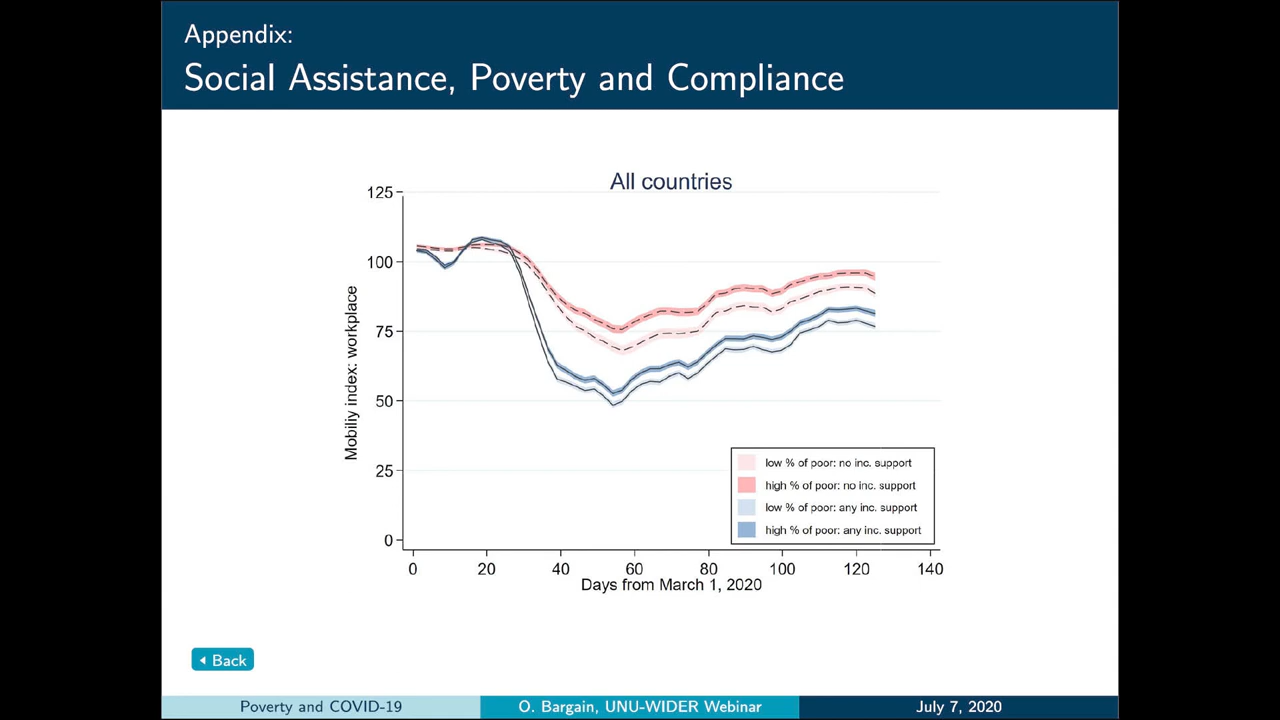 Appendix:
Social Assistance, Poverty and Compliance
All countries
125
100
75
50
25
0
Mobiliy index: workplace
low % of poor: no inc. support
high % of poor: no inc. support
low % of poor: any inc. support
high % of poor: any inc. support
0 20 40 60 80 100 120 140
Days from March 1, 2020
Back
Poverty and COVID-19
O. Bargain, UNU-WIDER Webinar
July 7, 2020